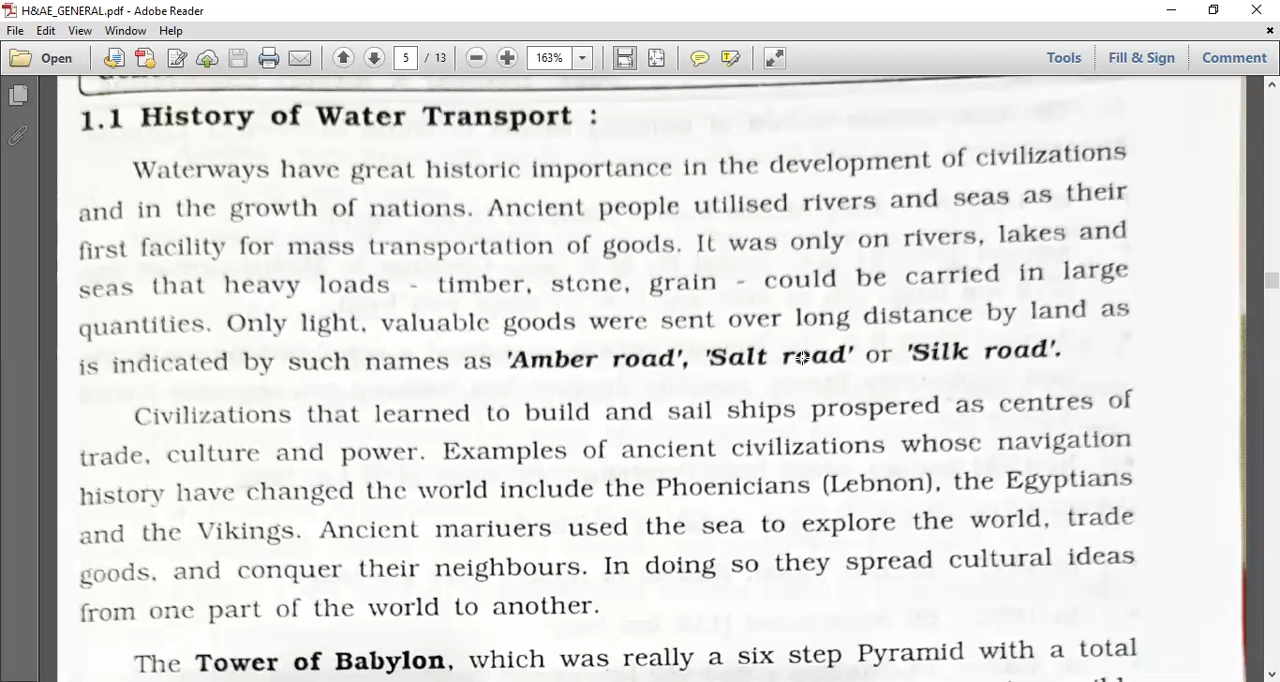 H&AE_GENERAL.pdf - Adobe Reader
File Edit View Window Help
Open 5 / 13 163% Tools Fill & Sign Comment
1.1 History of Water Transport :
Waterways have great historic importance in the development of civilizations
and in the growth of nations. Ancient people utilised rivers and seas as their
first facility for mass transportation of goods. It was only on rivers, lakes and
seas that heavy loads - timber, stone, grain - could be carried in large
quantities. Only light, valuable goods were sent over long distance by land as
is indicated by such names as 'Amber road', 'Salt road' or 'Silk road'.
Civilizations that learned to build and sail ships prospered as centres of
trade, culture and power. Examples of ancient civilizations whose navigation
history have changed the world include the Phoenicians (Lebnon), the Egyptians
and the Vikings. Ancient mariuers used the sea to explore the world, trade
goods, and conquer their neighbours. In doing so they spread cultural ideas
from one part of the world to another.
The Tower of Babylon, which was really a six step Pyramid with a total